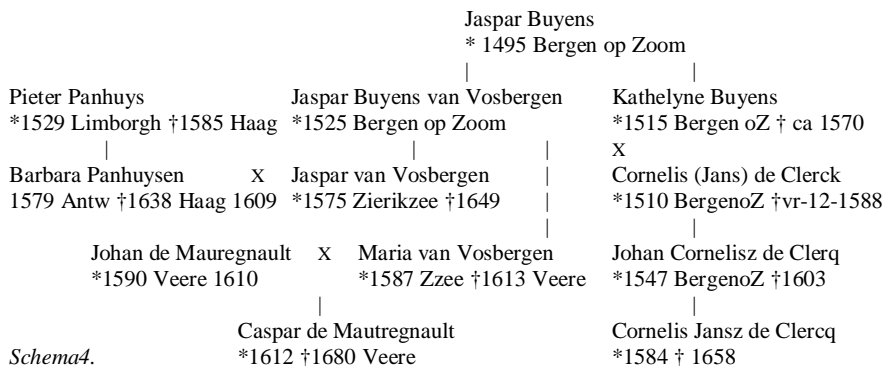 Jaspar Buyens
* 1495 Bergen op Zoom
| |
Pieter Panhuys Jaspar Buyens van Vosbergen Kathelyne Buyens
*1529 Limborgh †1585 Haag *1525 Bergen op Zoom *1515 Bergen oZ † ca 1570
| | | X
Barbara Panhuysen X Jaspar van Vosbergen | Cornelis (Jans) de Clerck
1579 Antw †1638 Haag 1609 *1575 Zierikzee †1649 | *1510 BergenoZ †vr-12-1588
| |
Johan de Mauregnault X Maria van Vosbergen Johan Cornelisz de Clerq
*1590 Veere 1610 *1587 Zzee †1613 Veere *1547 BergenoZ †1603
| |
Caspar de Mautregnault Cornelis Jansz de Clercq
Schema4. *1612 †1680 Veere *1584 † 1658